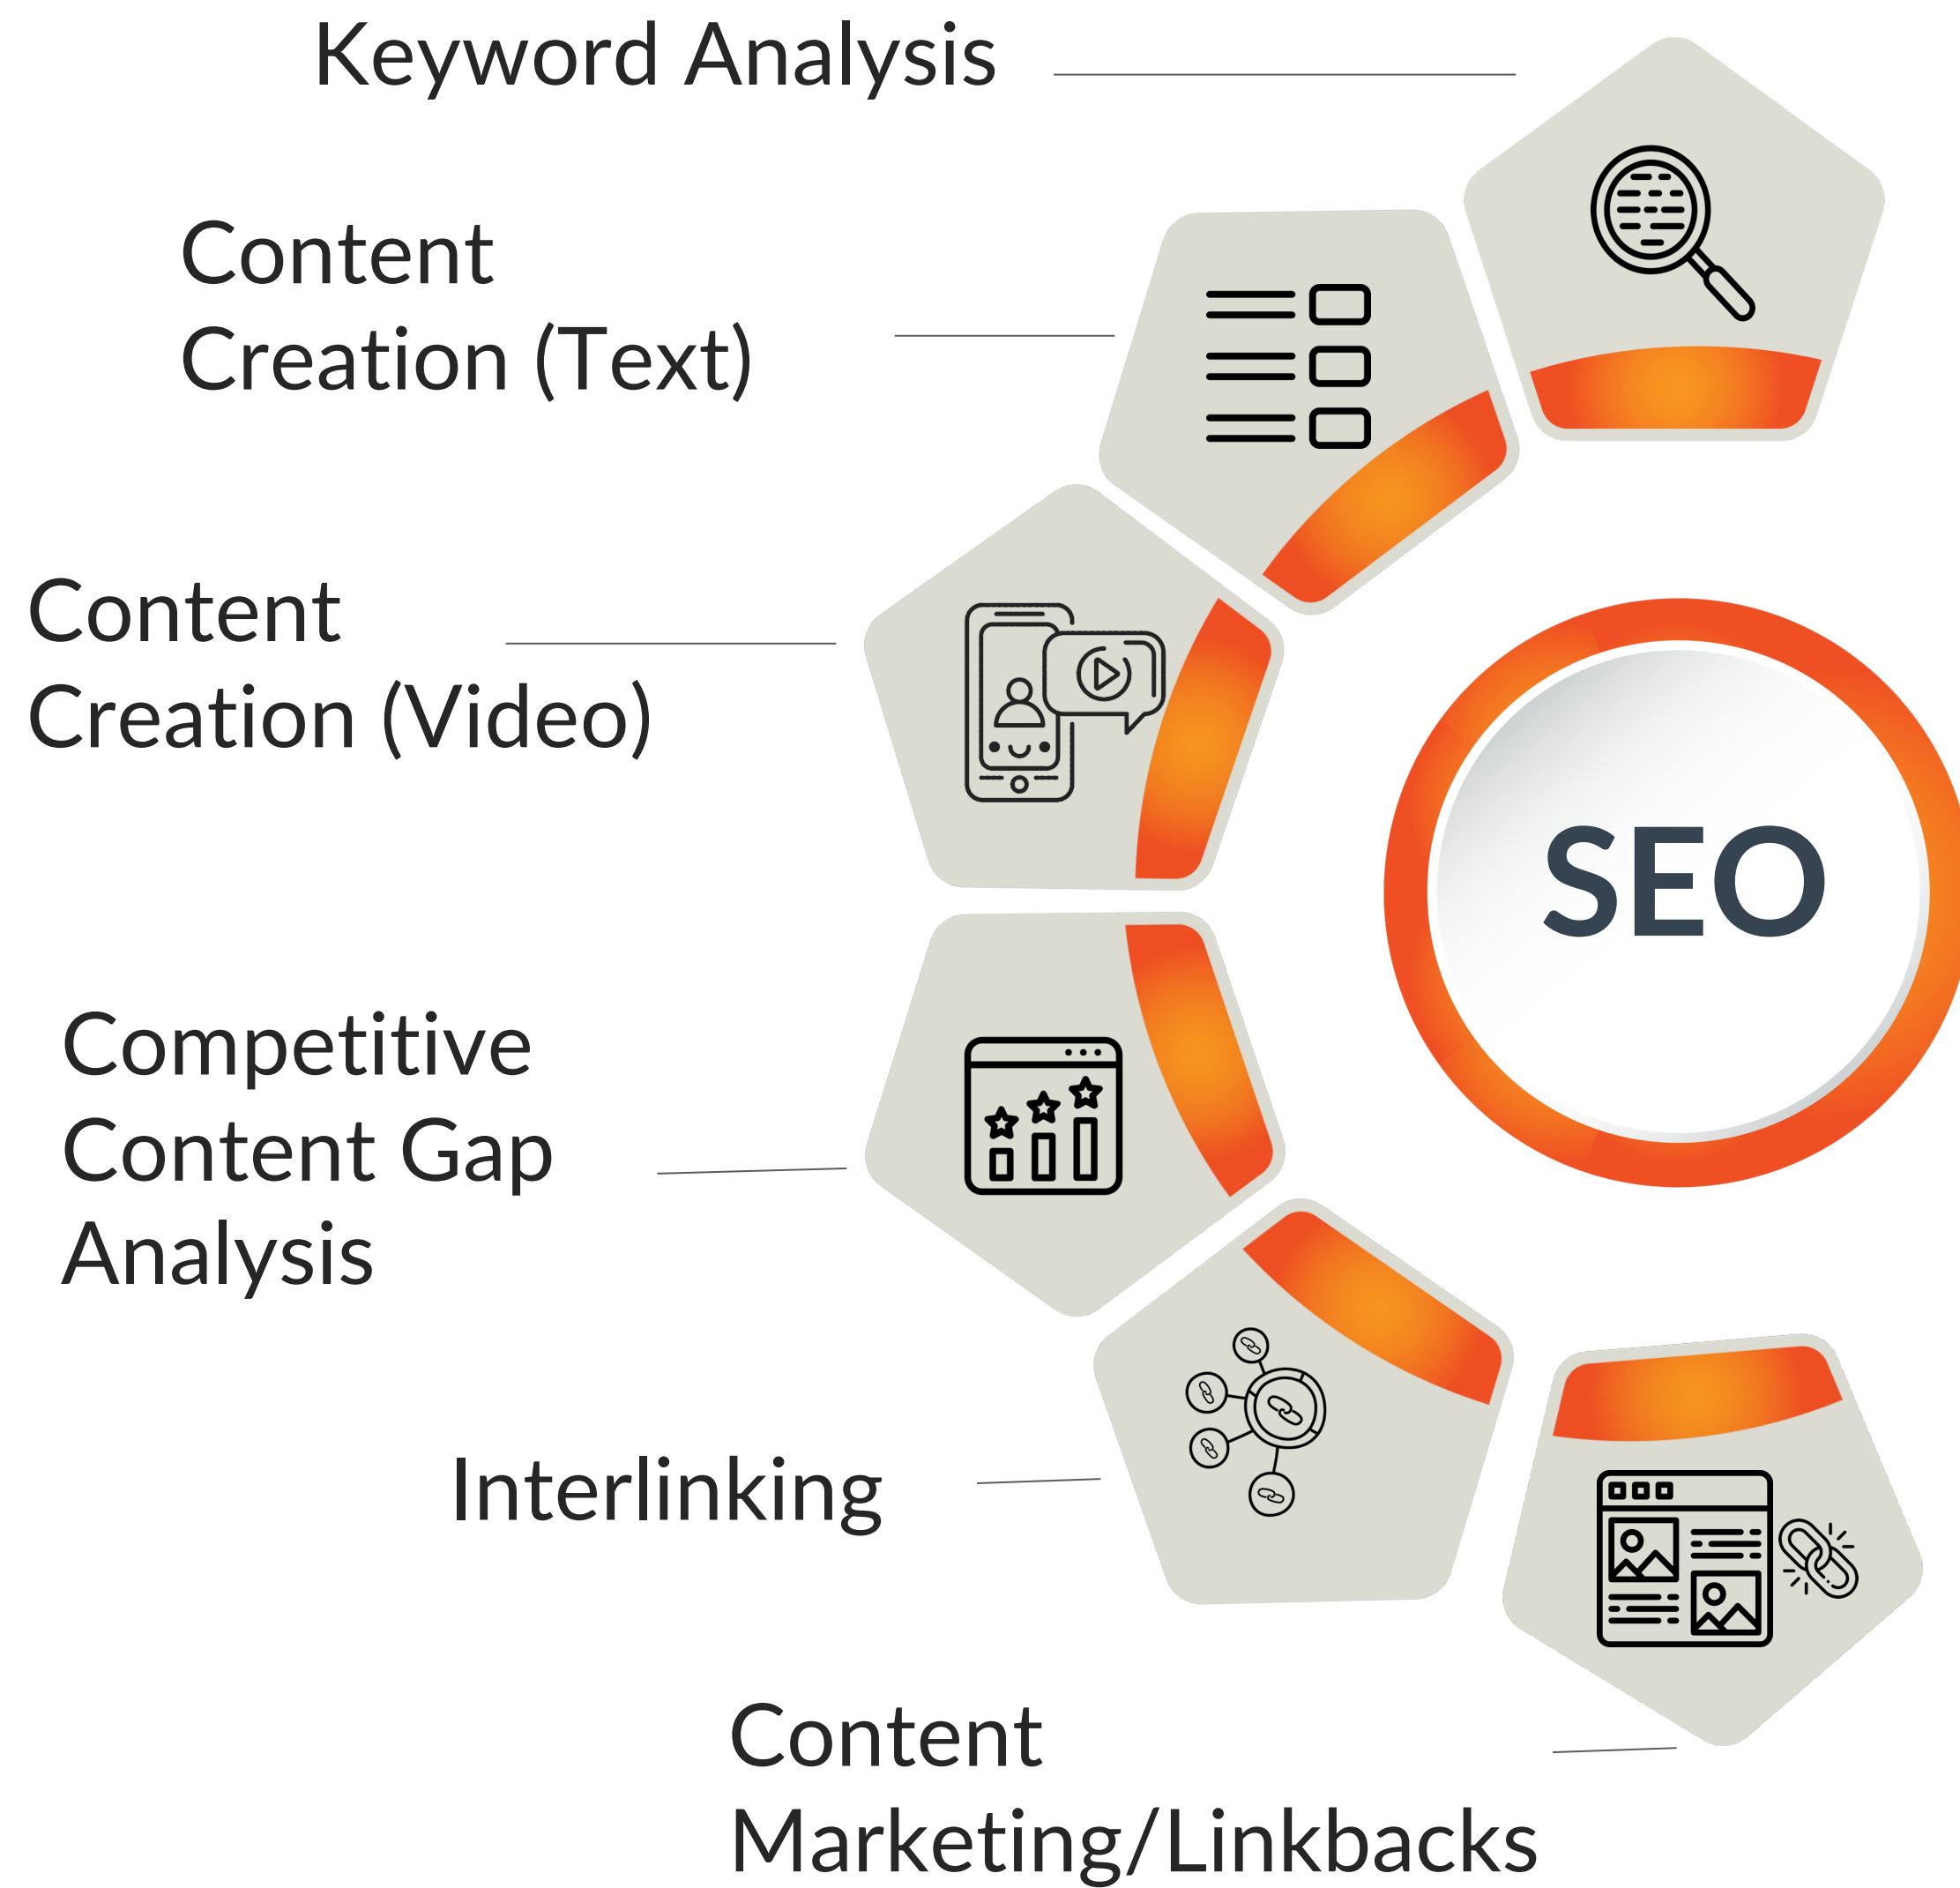 Keyword Analysis
Content
Creation (Text)
Content
Creation (Video)
SEO
Competitive
Content Gap
Analysis
Interlinking
Content
Marketing/Linkbacks